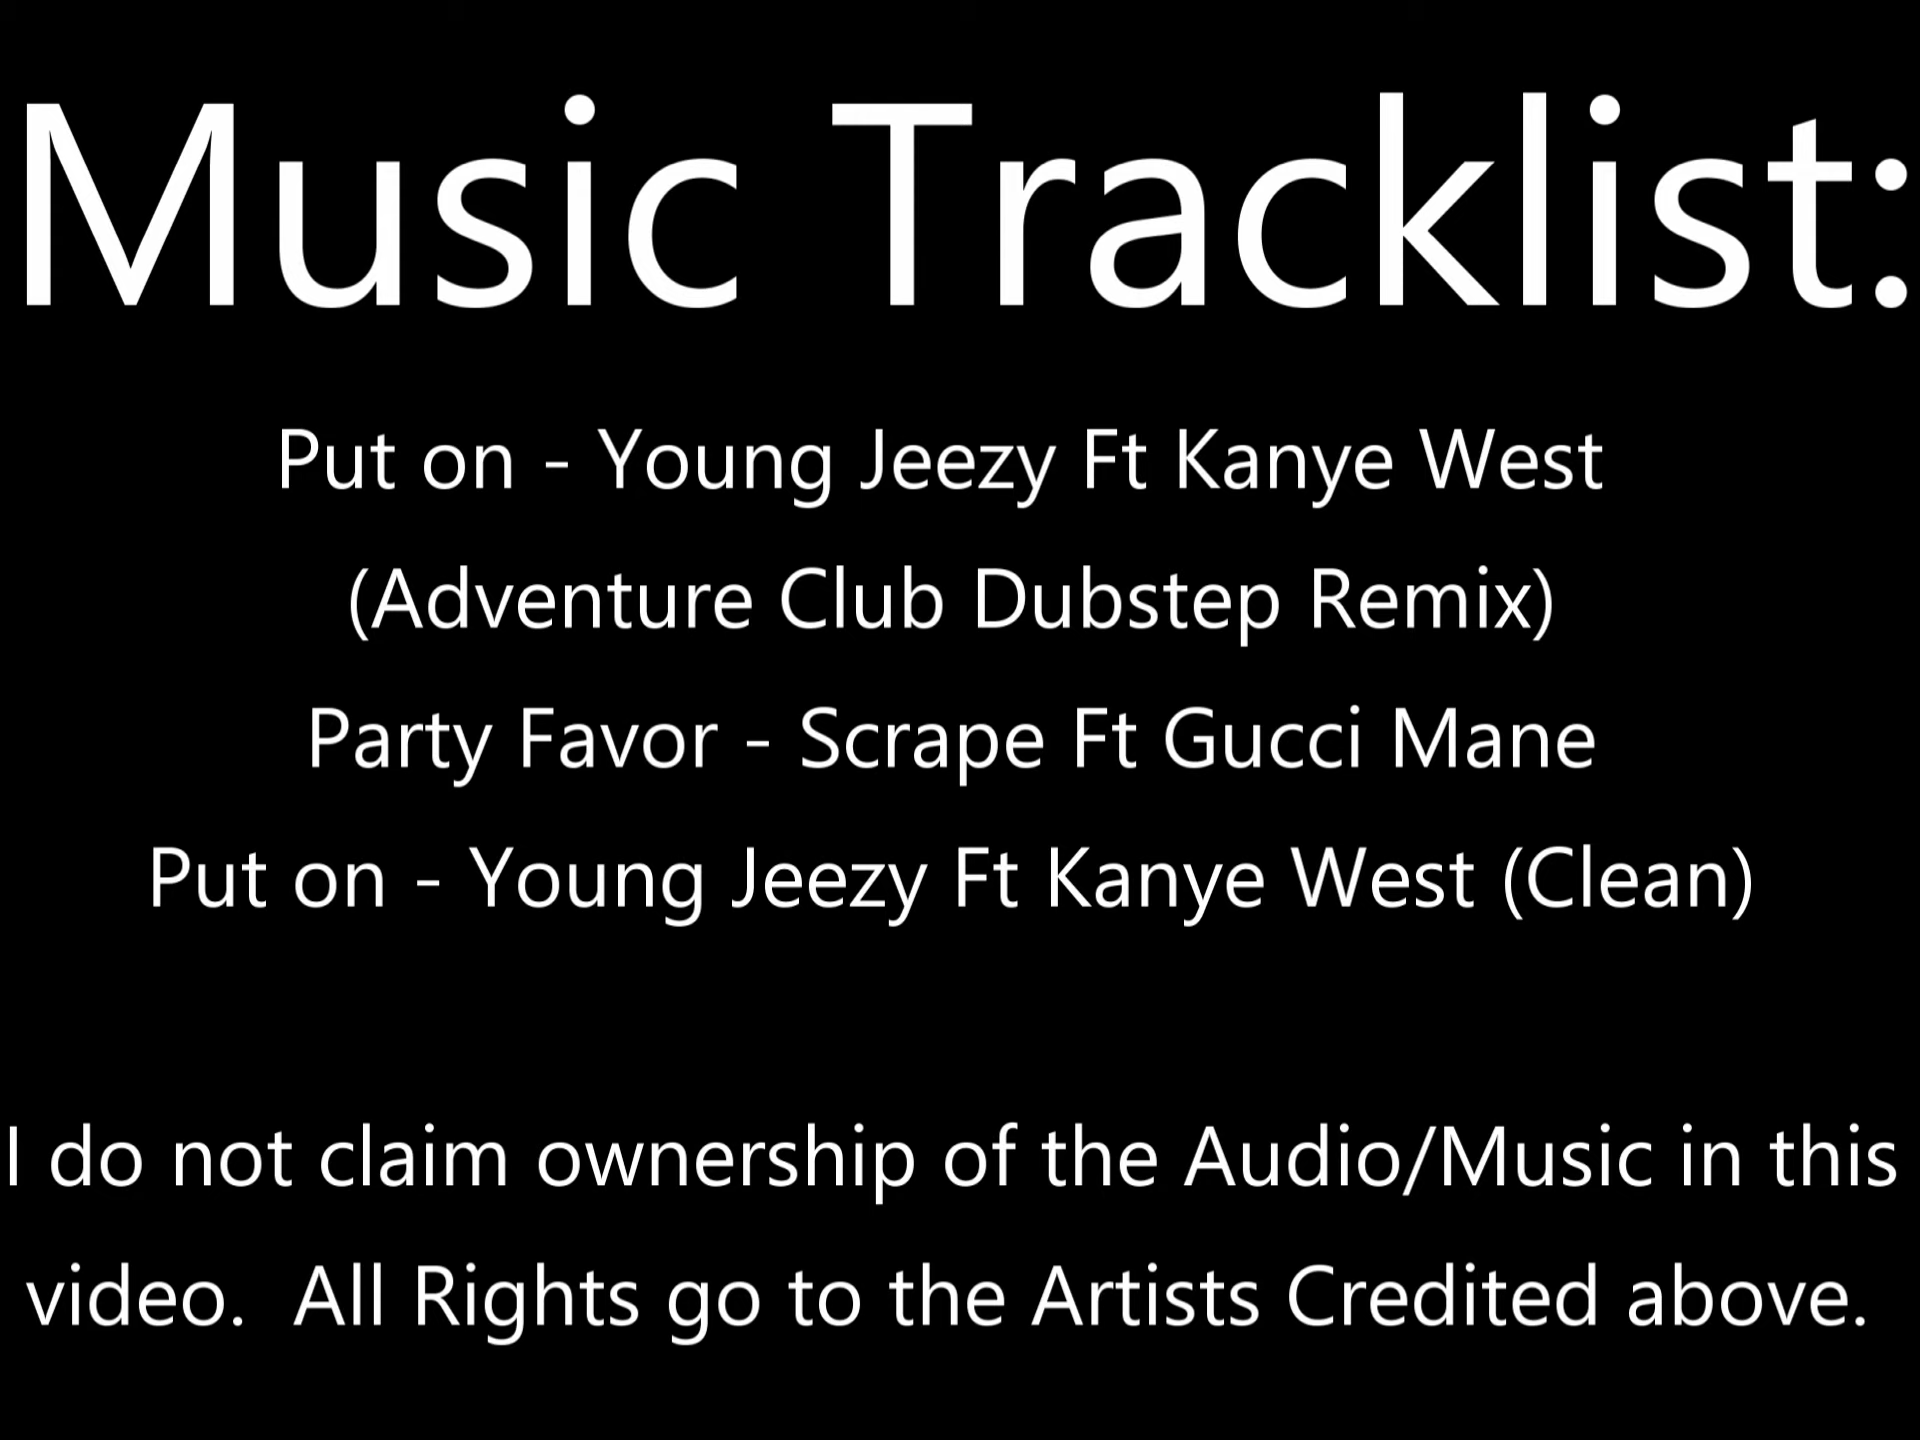 Music Tracklist:
Put on - Young Jeezy Ft Kanye West
(Adventure Club Dubstep Remix)
Party Favor - Scrape Ft Gucci Mane
Put on - Young Jeezy Ft Kanye West (Clean)
I do not claim ownership of the Audio/Music in this
video.  All Rights go to the Artists Credited above.